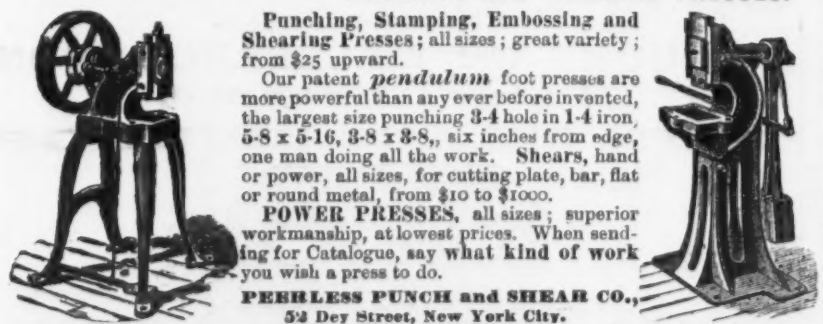 Punching, Stamping, Embossing and
Shearing Presses; all sizes; great variety;
from $25 upward.
Our patent pendulum foot presses are
more powerful than any ever before invented,
the largest size punching 3-4 hole in 1-4 iron,
5-8 x 5-16, 3-8 x 3-8,, six inches from edge,
one man doing all the work. Shears, hand
or power, all sizes, for cutting plate, bar, flat
or round metal, from $10 to $1000.
POWER PRESSES, all sizes; superior
workmanship, at lowest prices. When send-
ing for Catalogue, say what kind of work
you wish a press to do.
PEERLESS PUNCH and SHEAR CO.,
52 Dey Street, New York City.